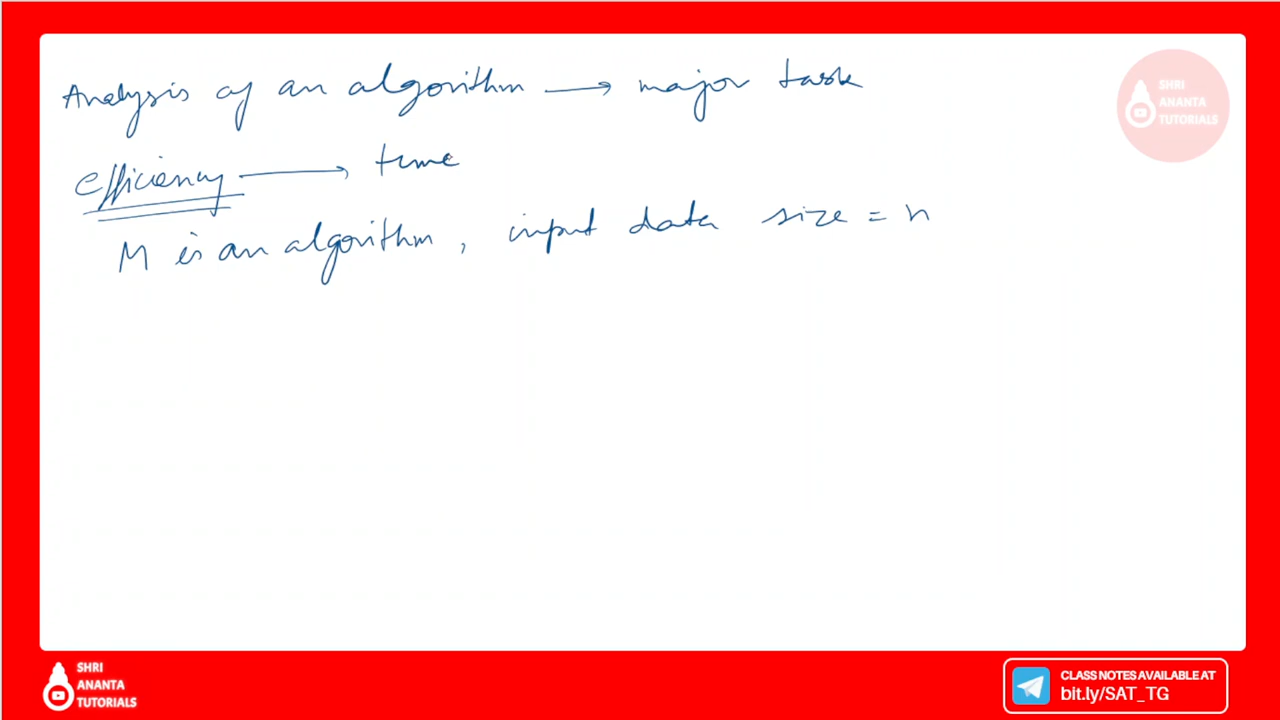 Analysis of an algorithm → major task
efficiency → time
M is an algorithm, input data size = n
SHRI
ANANTA
TUTORIALS
SHRI
ANANTA
TUTORIALS
CLASS NOTES AVAILABLE AT
bit.ly/SAT_TG